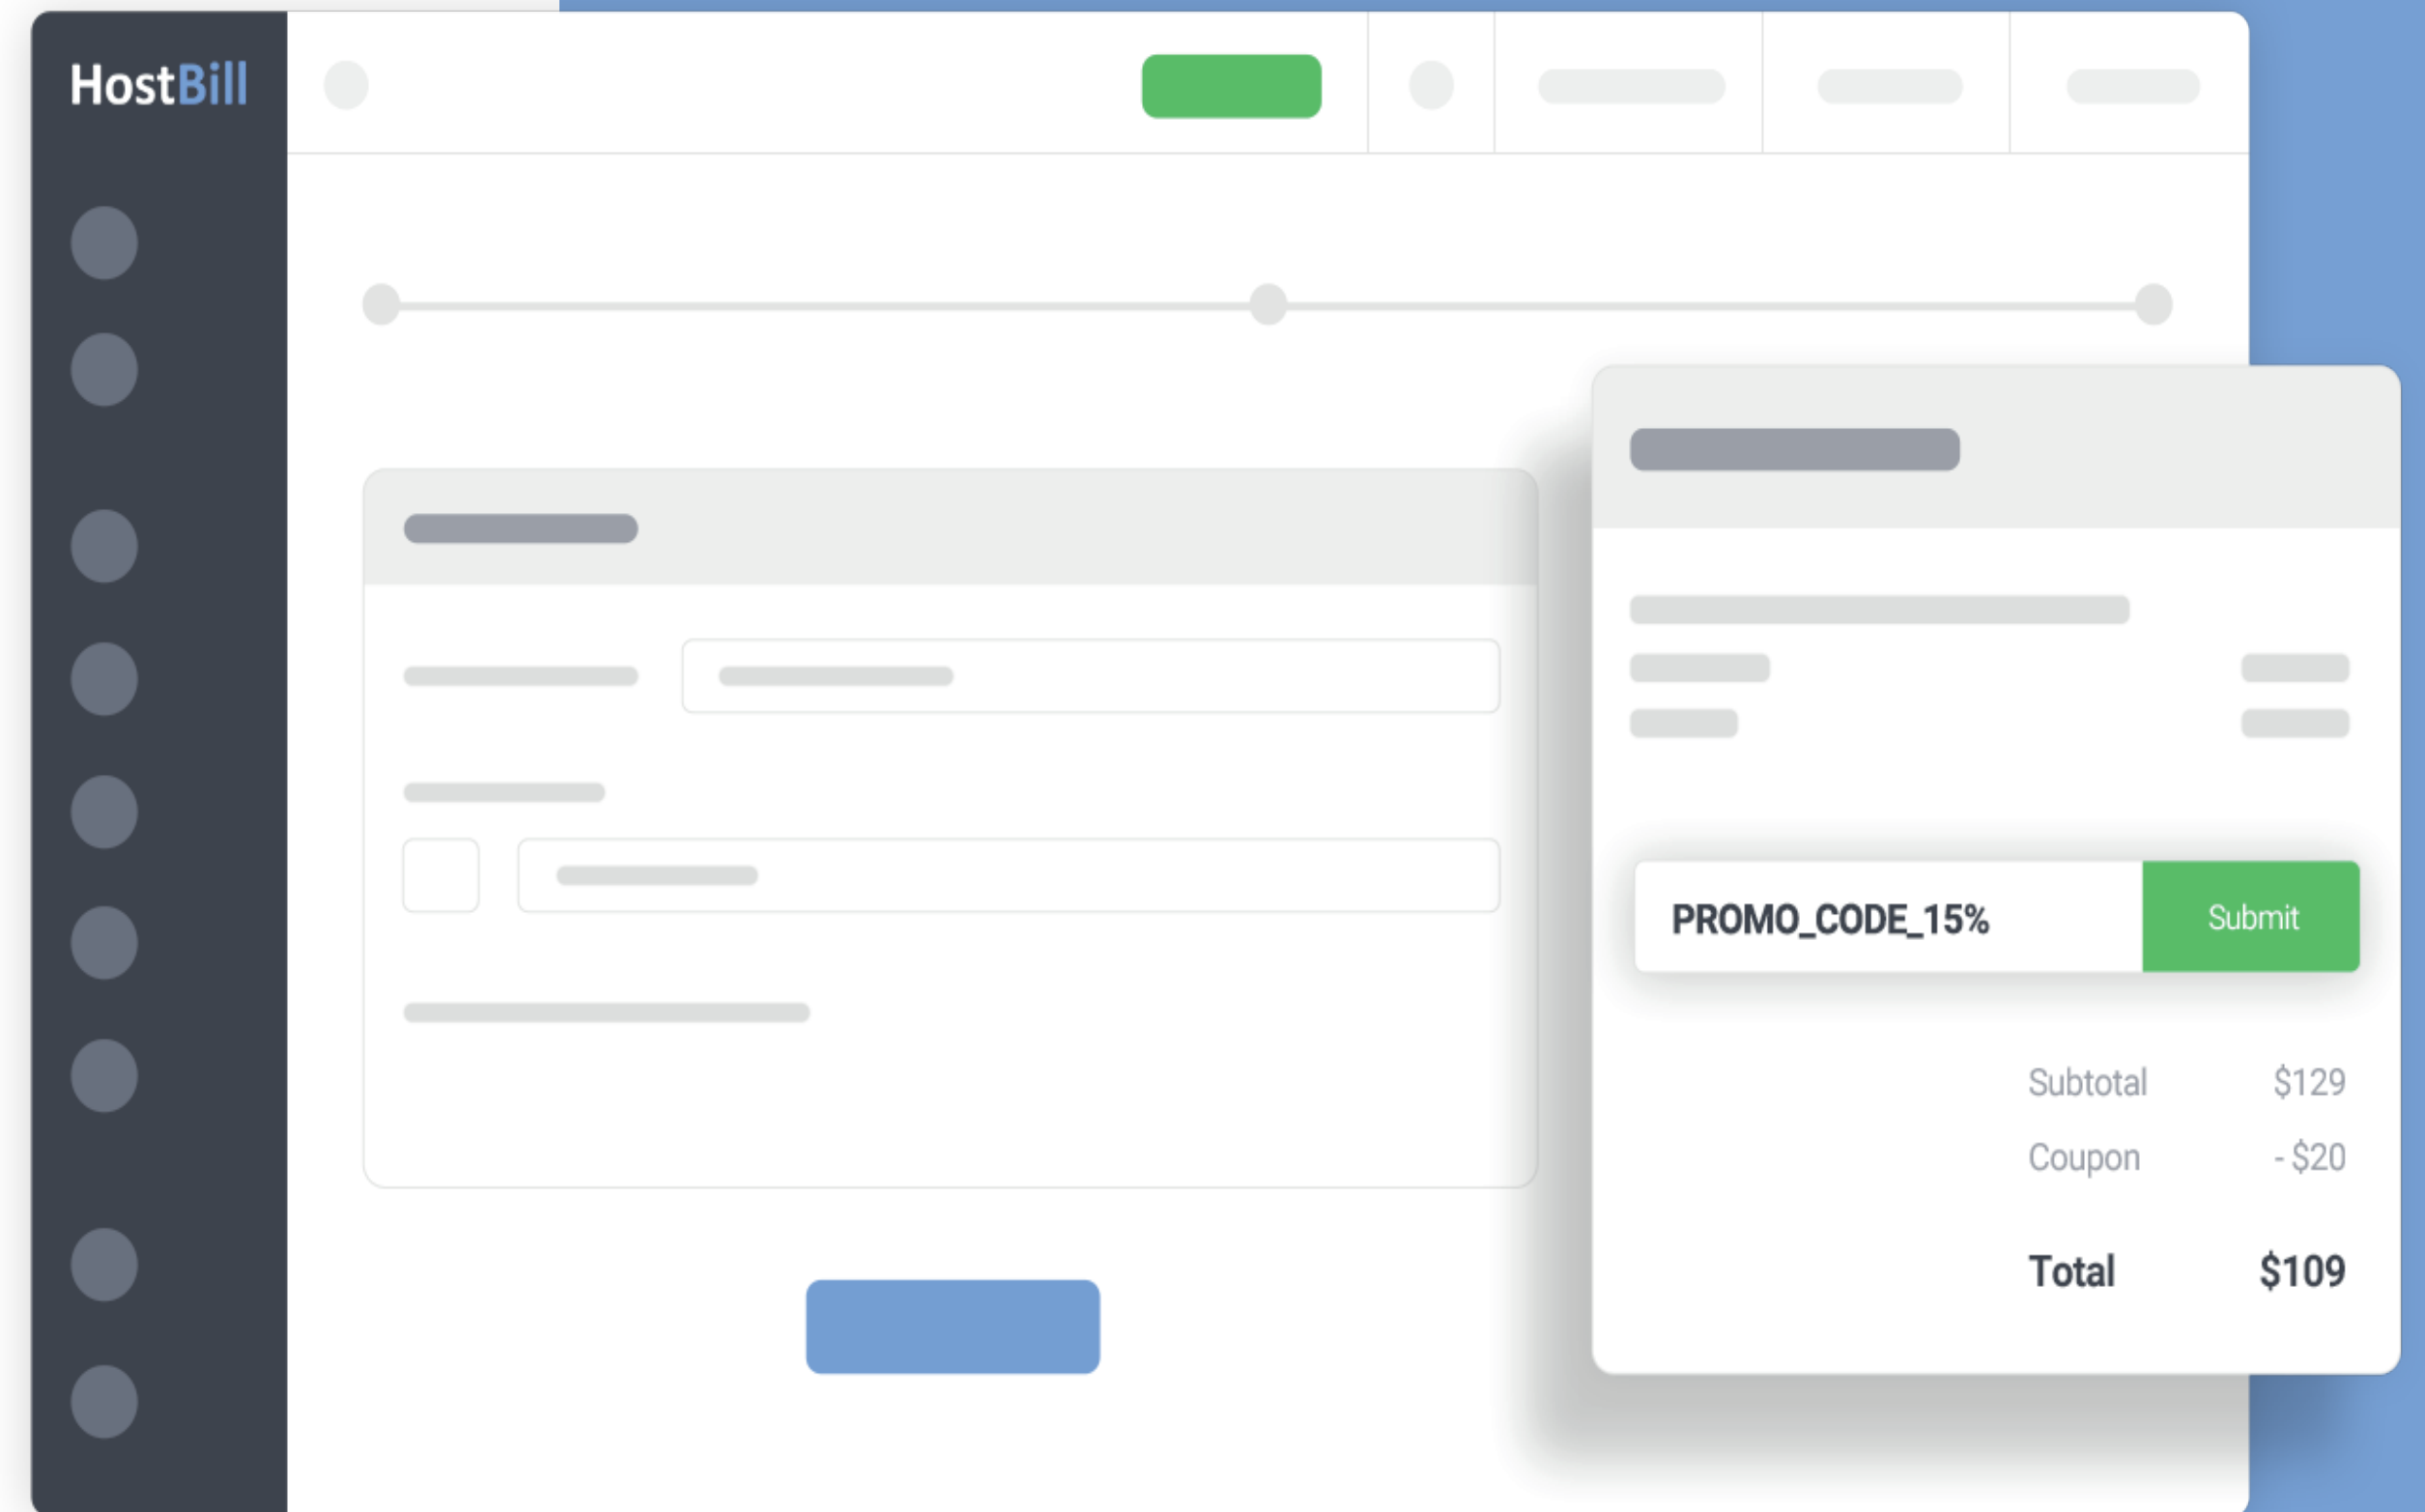 HostBill
PROMO_CODE_15% Submit
Subtotal $129
Coupon - $20
Total $109